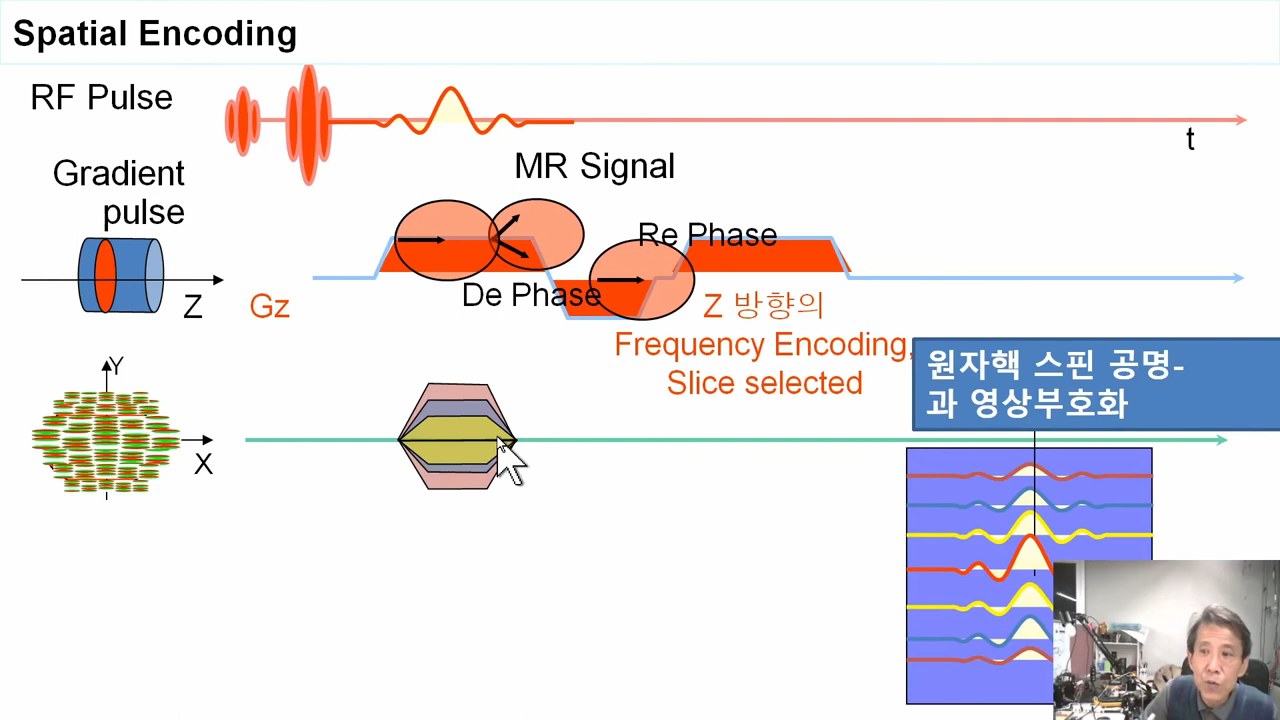 Spatial Encoding
RF Pulse
t
MR Signal
Gradient
pulse
Re Phase
Z
Gz
De Phase
Z 방향의
Frequency Encoding,
Slice selected
원자핵 스핀 공명-
과 영상부호화
Y
X